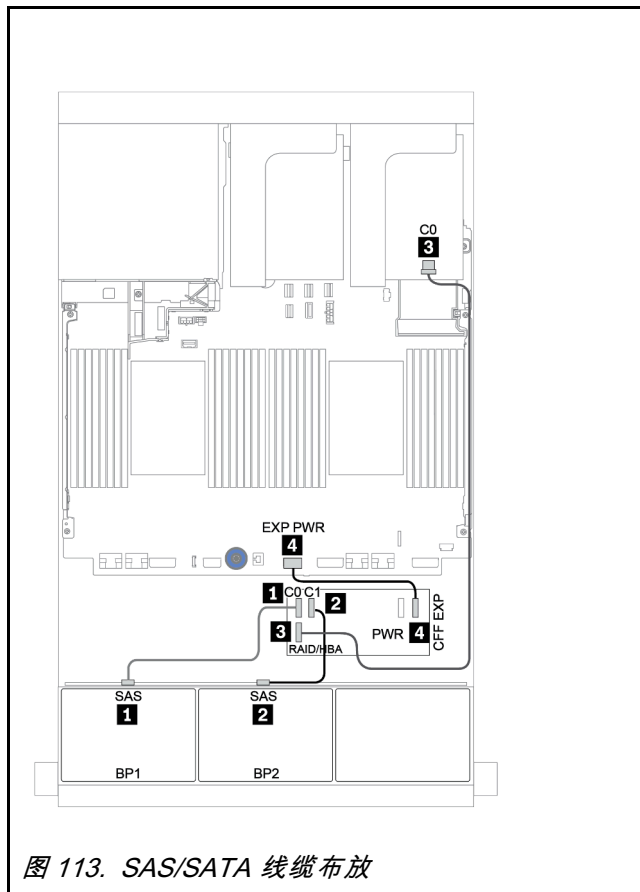 C0
3
EXP PWR
4
1 C0 C1 2
3 PWR 4
RAID/HBA
CFF EXP
SAS SAS
1 2
BP1 BP2
图 113. SAS/SATA 线缆布放